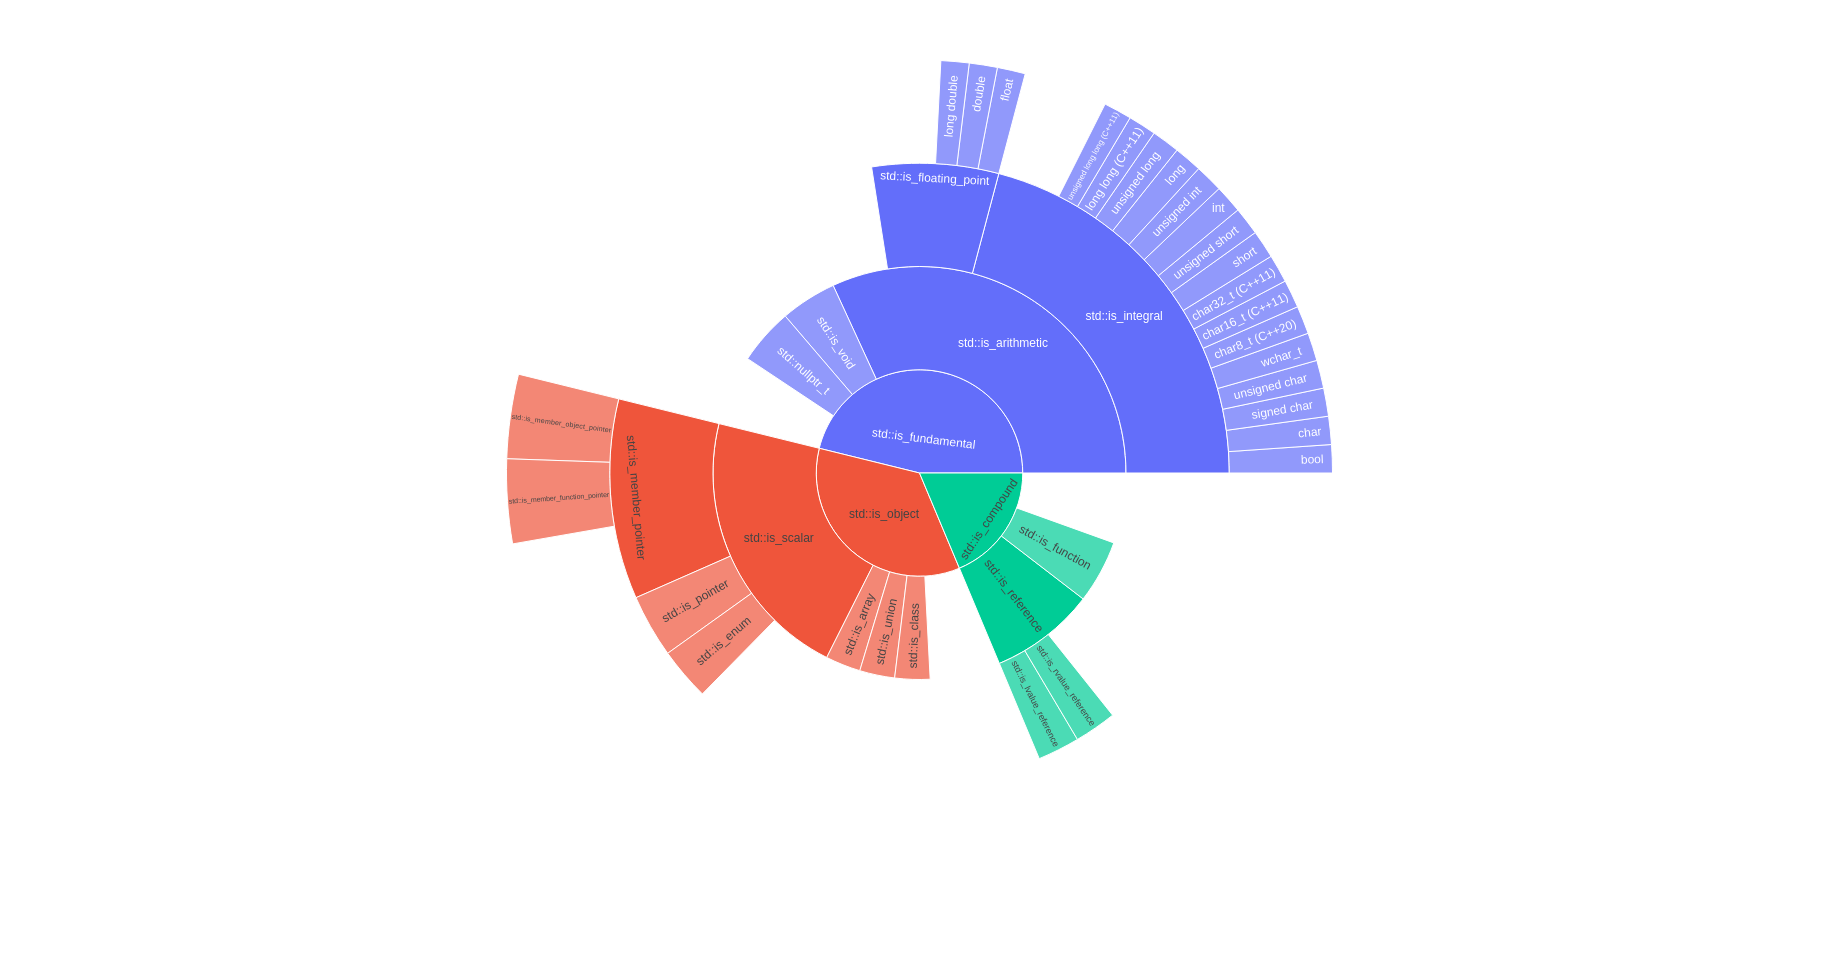 long double
double
float
unsigned long long (C++11)
long long (C++11)
unsigned long
long
unsigned int
int
unsigned short
short
char32_t (C++11)
char16_t (C++11)
char8_t (C++20)
wchar_t
unsigned char
signed char
char
bool
std::is_floating_point
std::is_integral
std::is_arithmetic
std::is_void
std::nullptr_t
std::is_fundamental
std::is_member_object_pointer
std::is_member_function_pointer
std::is_member_pointer
std::is_object
std::is_scalar
std::is_pointer
std::is_enum
std::is_array
std::is_union
std::is_class
std::is_compound
std::is_function
std::is_reference
std::is_rvalue_reference
std::is_lvalue_reference